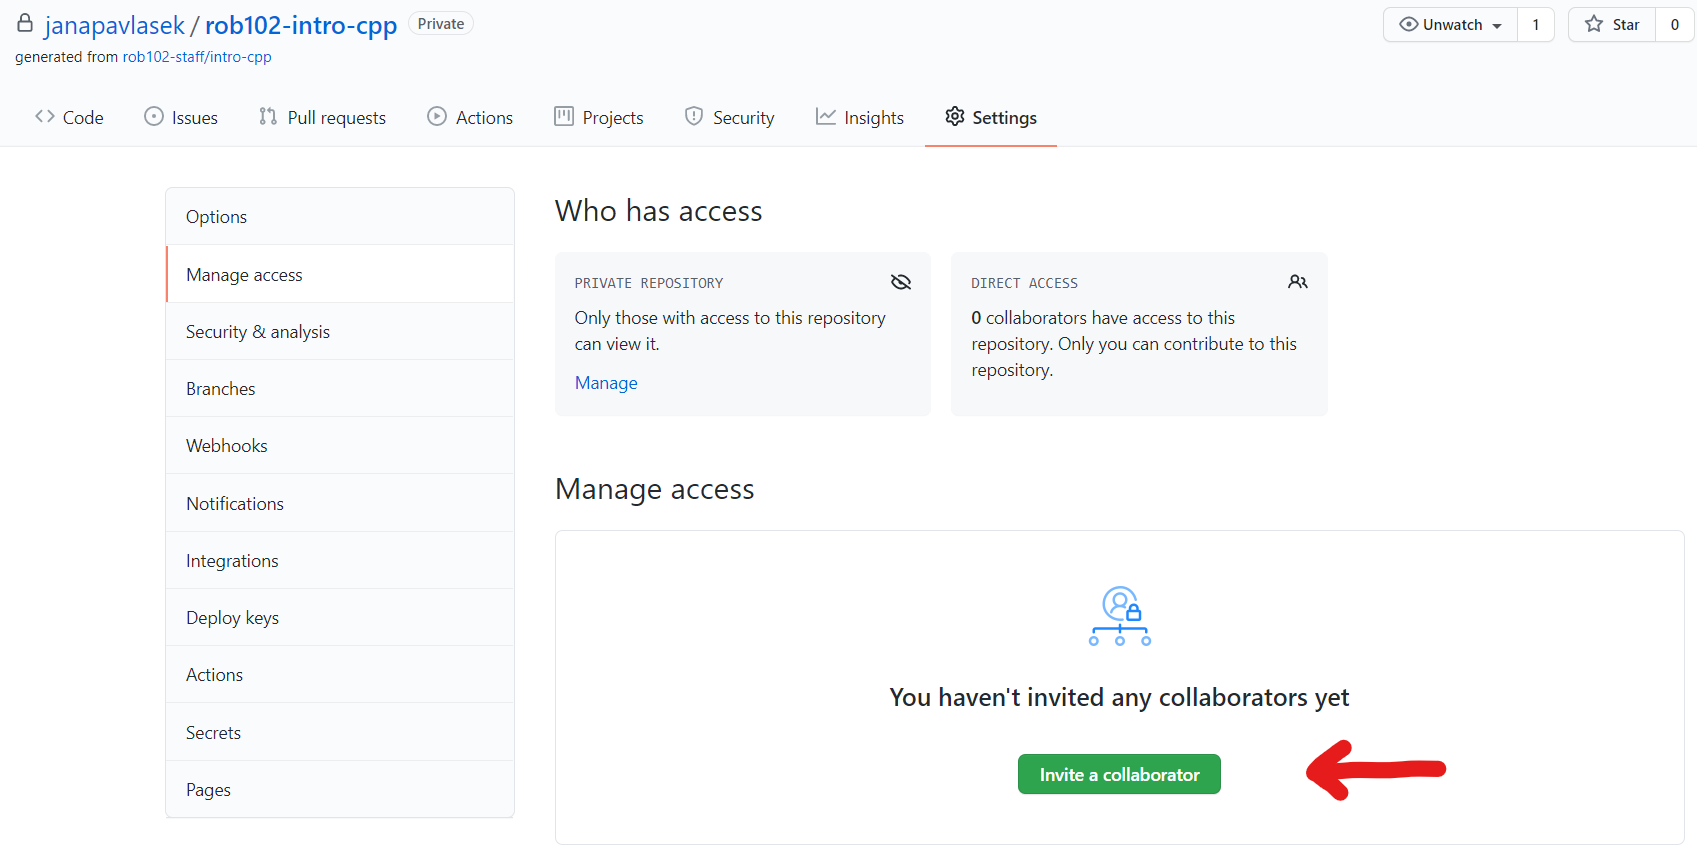 janapavlasek / rob102-intro-cpp Private
Unwatch 1 Star 0
generated from rob102-staff/intro-cpp
Code Issues Pull requests Actions Projects Security Insights Settings
Options
Manage access
Security & analysis
Branches
Webhooks
Notifications
Integrations
Deploy keys
Actions
Secrets
Pages
Who has access
PRIVATE REPOSITORY
Only those with access to this repository
can view it.
Manage
DIRECT ACCESS
0 collaborators have access to this
repository. Only you can contribute to this
repository.
Manage access
You haven't invited any collaborators yet
Invite a collaborator